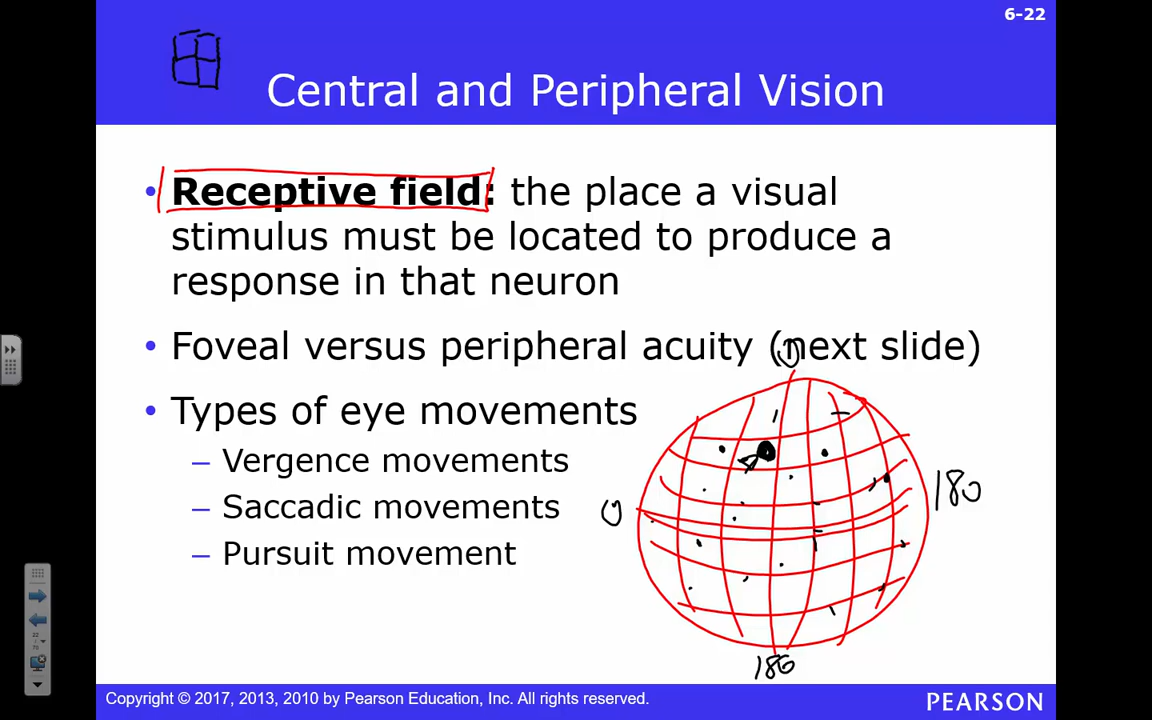 6-22
Central and Peripheral Vision
• Receptive field: the place a visual
stimulus must be located to produce a
response in that neuron
• Foveal versus peripheral acuity (next slide)
• Types of eye movements
– Vergence movements
– Saccadic movements
– Pursuit movement
0
180
180
Copyright © 2017, 2013, 2010 by Pearson Education, Inc. All rights reserved.
PEARSON